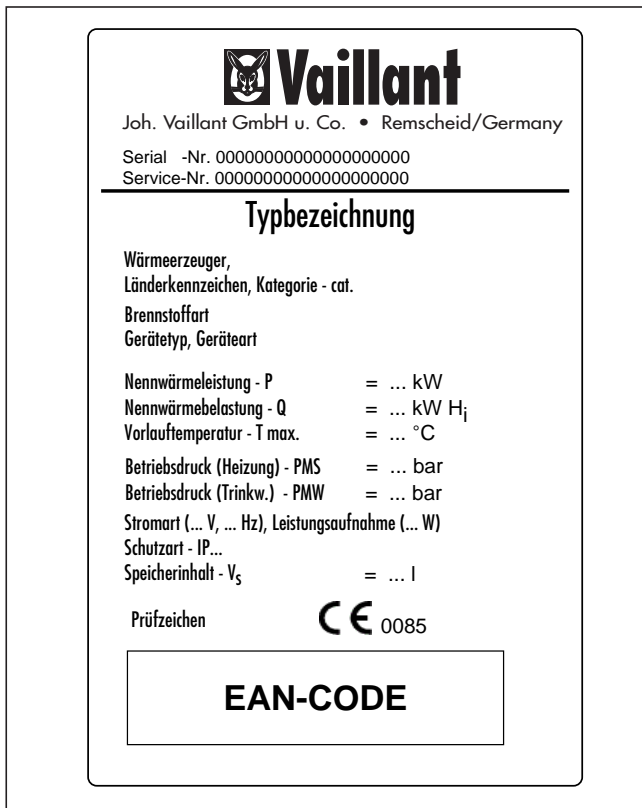 Vaillant
Joh. Vaillant GmbH u. Co. • Remscheid/Germany
Serial -Nr. 00000000000000000000
Service-Nr. 00000000000000000000
Typbezeichnung
Wärmeerzeuger,
Länderkennzeichen, Kategorie - cat.
Brennstoffart
Gerätetyp, Geräteart
Nennwärmeleistung - P = ... kW
Nennwärmebelastung - Q = ... kW Hi
Vorlauftemperatur - T max. = ... °C
Betriebsdruck (Heizung) - PMS = ... bar
Betriebsdruck (Trinkw.) - PMW = ... bar
Stromart (... V, ... Hz), Leistungsaufnahme (... W)
Schutzart - IP...
Speicherinhalt - Vs = ... l
Prüfzeichen CE 0085
EAN-CODE